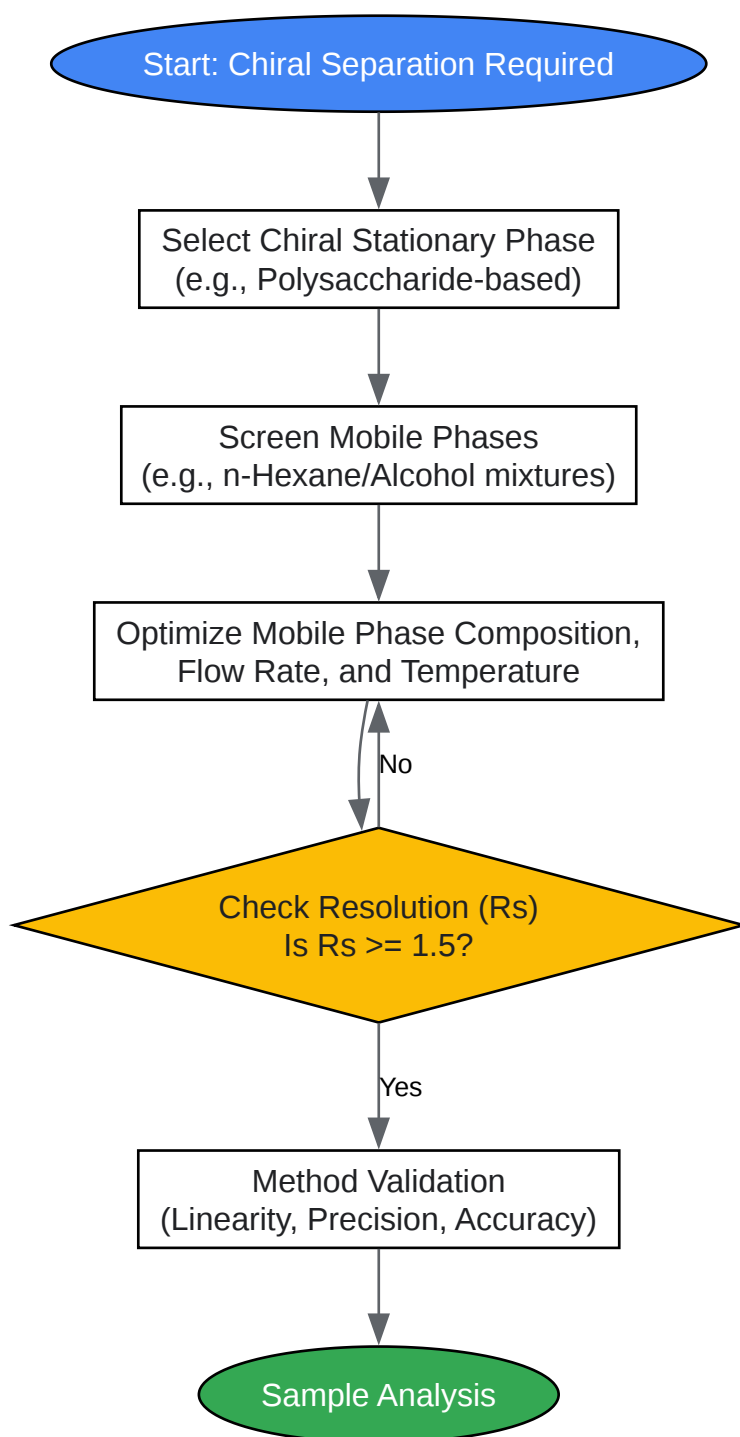 Start: Chiral Separation Required
Select Chiral Stationary Phase
(e.g., Polysaccharide-based)
Screen Mobile Phases
(e.g., n-Hexane/Alcohol mixtures)
Optimize Mobile Phase Composition,
Flow Rate, and Temperature
No
Check Resolution (Rs)
Is Rs >= 1.5?
Yes
Method Validation
(Linearity, Precision, Accuracy)
Sample Analysis